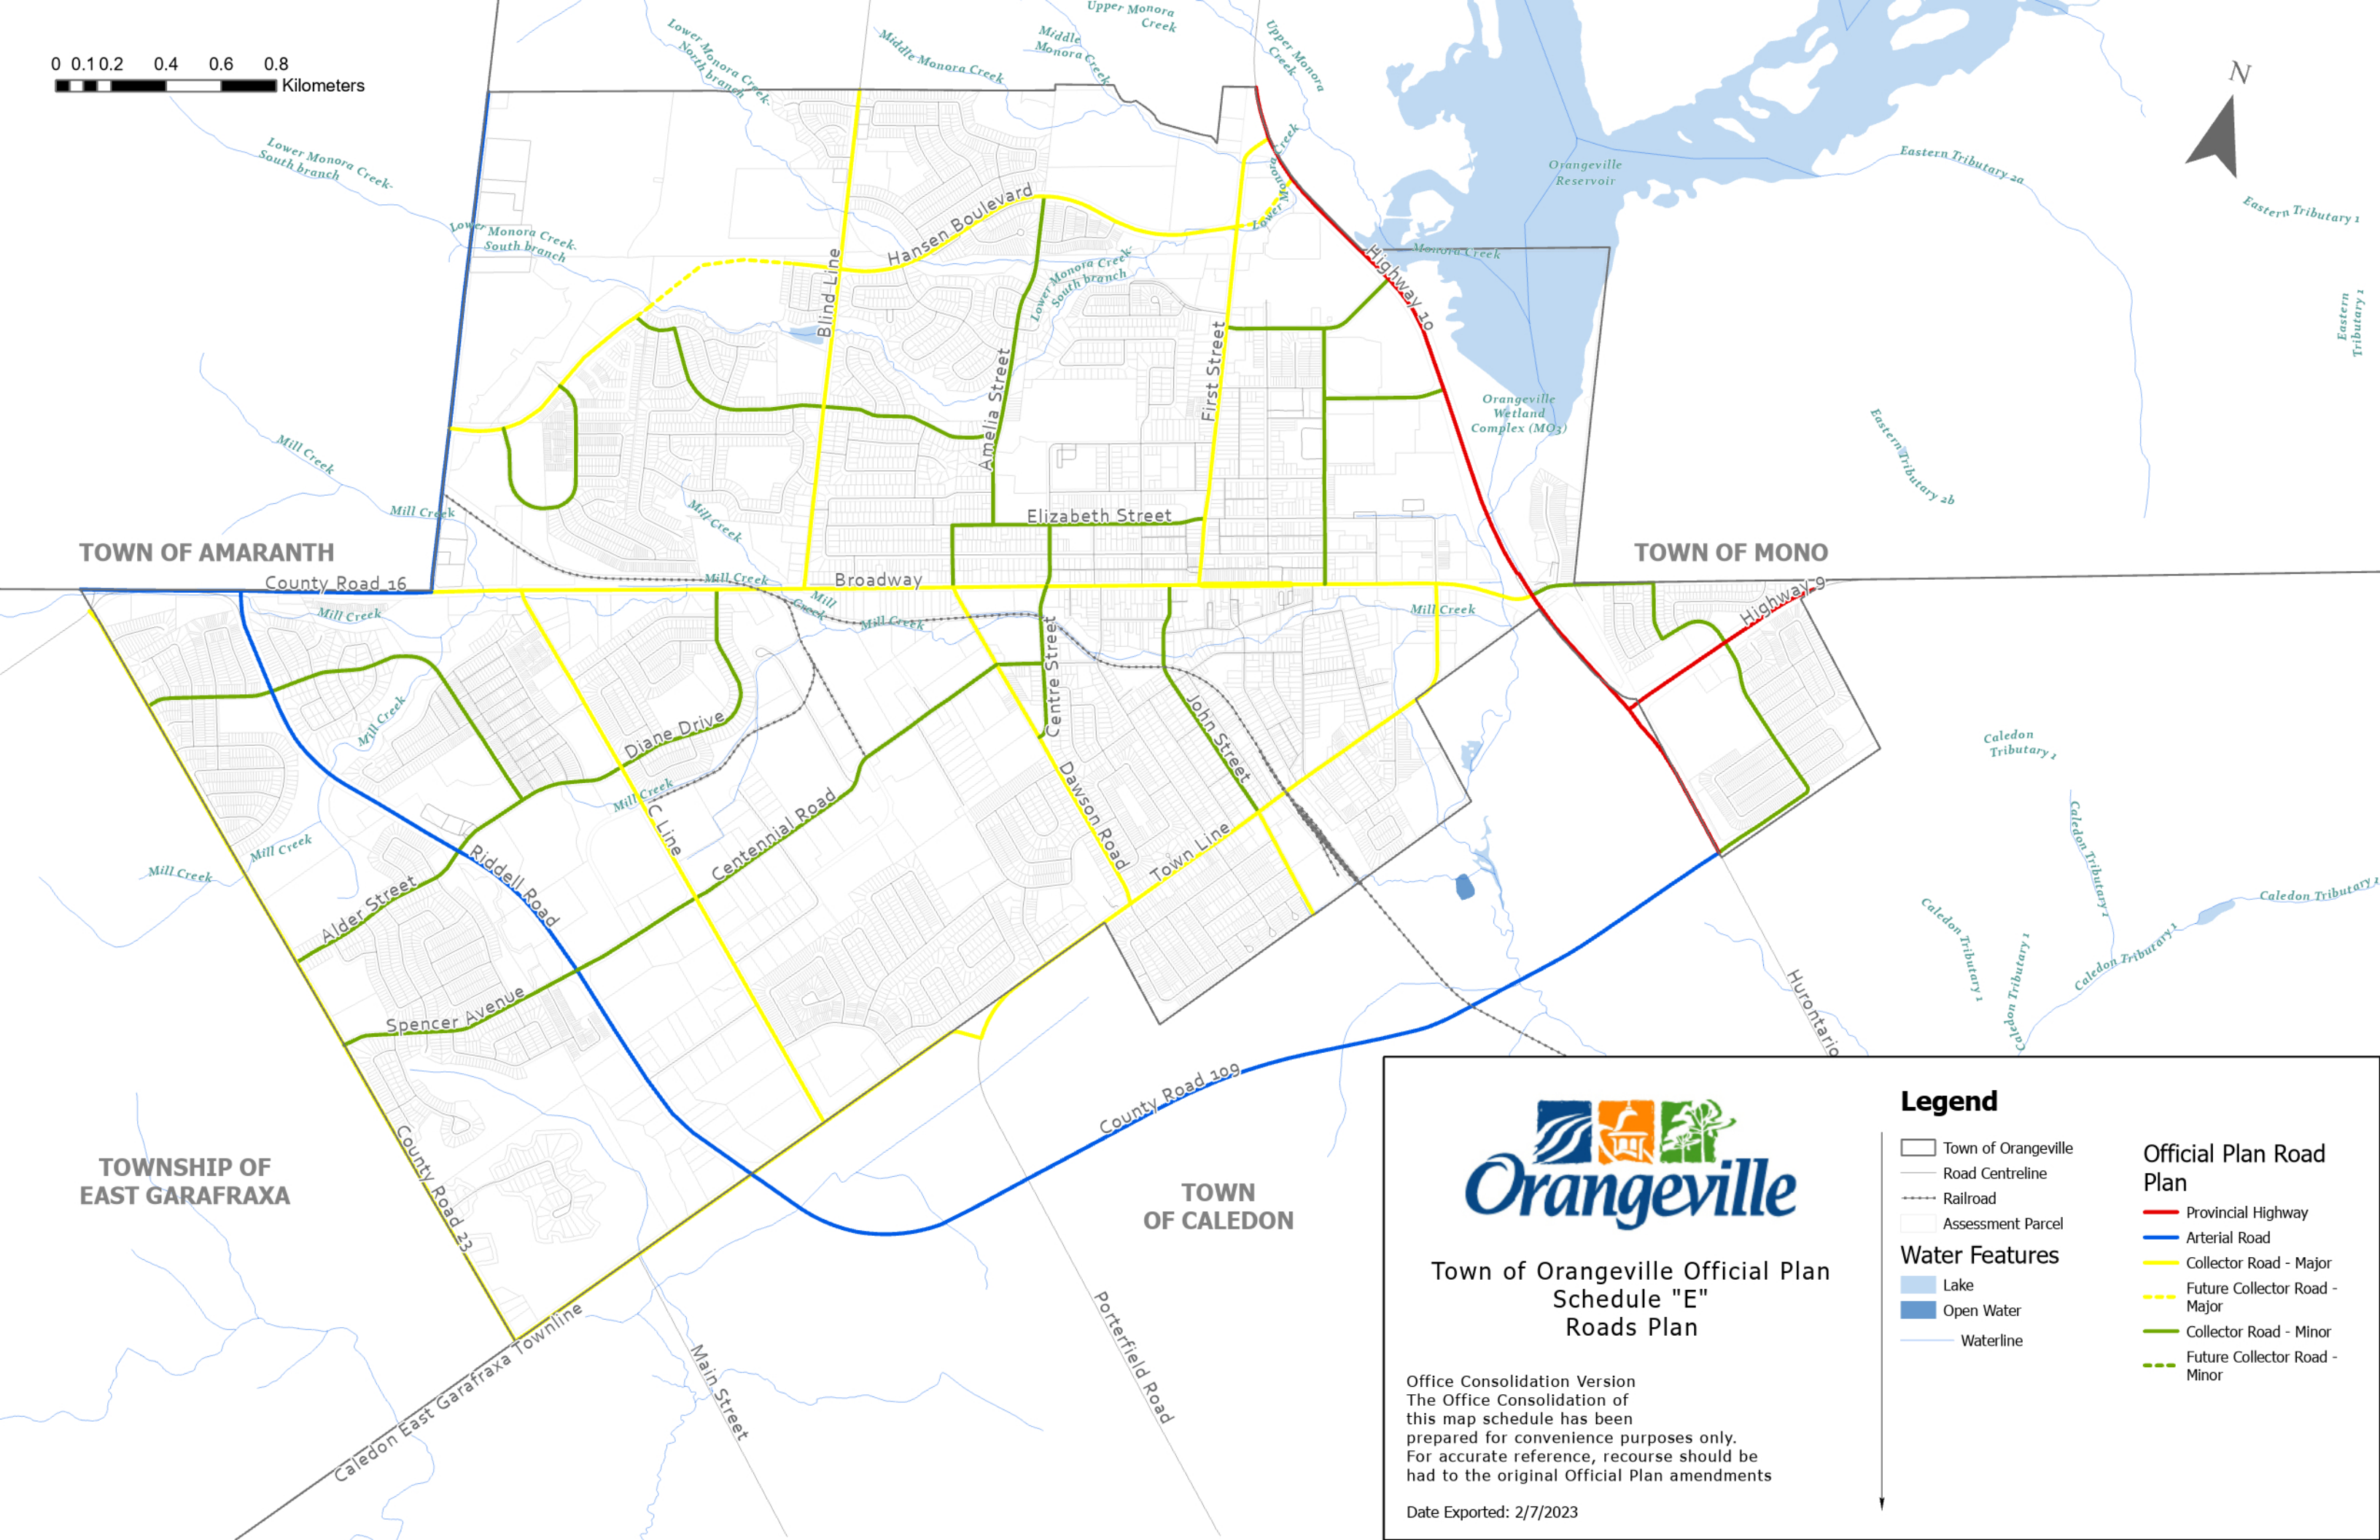 0 0.1 0.2 0.4 0.6 0.8
Kilometers
N
Upper Monora
Creek
Upper Monora
Creek
Middle
Monora Creek
Middle Monora Creek
Lower Monora Creek-
North branch
Lower Monora Creek-
South branch
Lower Monora Creek-
South branch
Lower Monora Creek
Lower Monora Creek-
South branch
Monora Creek
Orangeville
Reservoir
Orangeville
Wetland
Complex (MO3)
Eastern Tributary 2a
Eastern Tributary 1
Eastern
Tributary 1
Eastern Tributary 2b
Hansen Boulevard
Blind Line
Amelia Street
First Street
Highway 10
Elizabeth Street
Broadway
Mill Creek
Mill Creek
Mill Creek
Mill Creek
Mill
Creek
Mill Creek
Mill Creek
TOWN OF AMARANTH
County Road 16
TOWN OF MONO
Highway 9
Mill Creek
Mill Creek
Mill Creek
Mill Creek
Mill Creek
Diane Drive
C Line
Centennial Road
Centre Street
John Street
Dawson Road
Town Line
Riddell Road
Alder Street
Spencer Avenue
County Road 23
County Road 109
Hurontario
Caledon
Tributary 1
Caledon Tributary 1
Caledon Tributary 1
Caledon Tributary 1
Caledon Tributary 1
Caledon Tributary 1
TOWNSHIP OF
EAST GARAFRAXA
TOWN
OF CALEDON
Caledon East Garafraxa Townline
Main Street
Porterfield Road
Orangeville
Town of Orangeville Official Plan
Schedule "E"
Roads Plan
Office Consolidation Version
The Office Consolidation of
this map schedule has been
prepared for convenience purposes only.
For accurate reference, recourse should be
had to the original Official Plan amendments
Date Exported: 2/7/2023
Legend
Town of Orangeville
Road Centreline
Railroad
Assessment Parcel
Water Features
Lake
Open Water
Waterline
Official Plan Road
Plan
Provincial Highway
Arterial Road
Collector Road - Major
Future Collector Road -
Major
Collector Road - Minor
Future Collector Road -
Minor